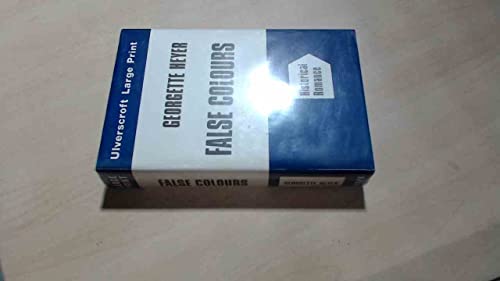 Ulverscroft Large Print
GEORGETTE HEYER
FALSE COLOURS
Historical
Romance
FALSE COLOURS
GEORGETTE HEYER